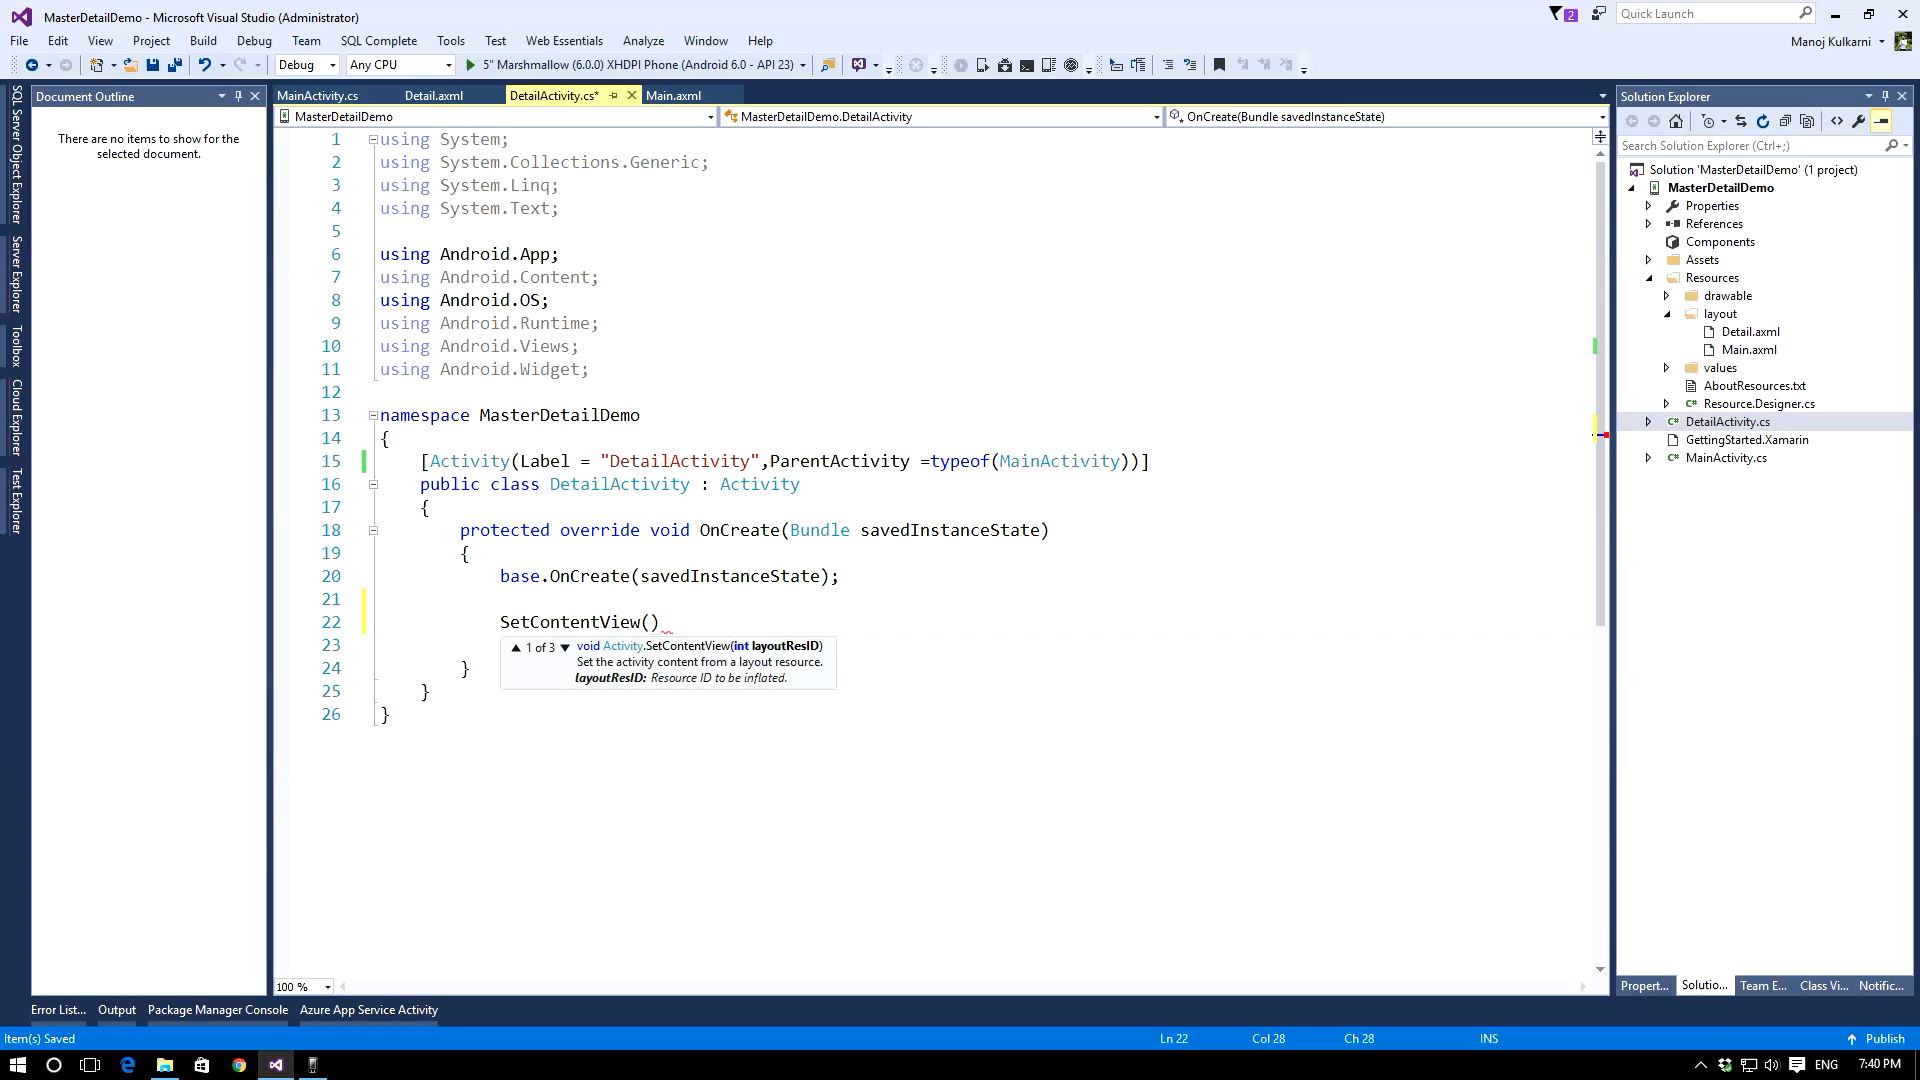 MasterDetailDemo - Microsoft Visual Studio (Administrator)
2
Quick Launch
File Edit View Project Build Debug Team SQL Complete Tools Test Web Essentials Analyze Window Help
Manoj Kulkarni
Debug Any CPU 5" Marshmallow (6.0.0) XHDPI Phone (Android 6.0 - API 23)
SQL Server Object Explorer
Server Explorer
Toolbox
Cloud Explorer
Test Explorer
Document Outline
There are no items to show for the
selected document.
MainActivity.cs Detail.axml DetailActivity.cs* Main.axml
MasterDetailDemo MasterDetailDemo.DetailActivity OnCreate(Bundle savedInstanceState)
1 using System;
2 using System.Collections.Generic;
3 using System.Linq;
4 using System.Text;
5
6 using Android.App;
7 using Android.Content;
8 using Android.OS;
9 using Android.Runtime;
10 using Android.Views;
11 using Android.Widget;
12
13 namespace MasterDetailDemo
14 {
15 [Activity(Label = "DetailActivity",ParentActivity =typeof(MainActivity))]
16 public class DetailActivity : Activity
17 {
18 protected override void OnCreate(Bundle savedInstanceState)
19 {
20 base.OnCreate(savedInstanceState);
21
22 SetContentView()
23
24 }
25 }
26 }
1 of 3 void Activity.SetContentView(int layoutResID)
Set the activity content from a layout resource.
layoutResID: Resource ID to be inflated.
100 %
Solution Explorer
Search Solution Explorer (Ctrl+;)
Solution 'MasterDetailDemo' (1 project)
MasterDetailDemo
Properties
References
Components
Assets
Resources
drawable
layout
Detail.axml
Main.axml
values
AboutResources.txt
C# Resource.Designer.cs
C# DetailActivity.cs
GettingStarted.Xamarin
C# MainActivity.cs
Propert... Solutio... Team E... Class Vi... Notific...
Error List... Output Package Manager Console Azure App Service Activity
Item(s) Saved Ln 22 Col 28 Ch 28 INS Publish
ENG 7:40 PM